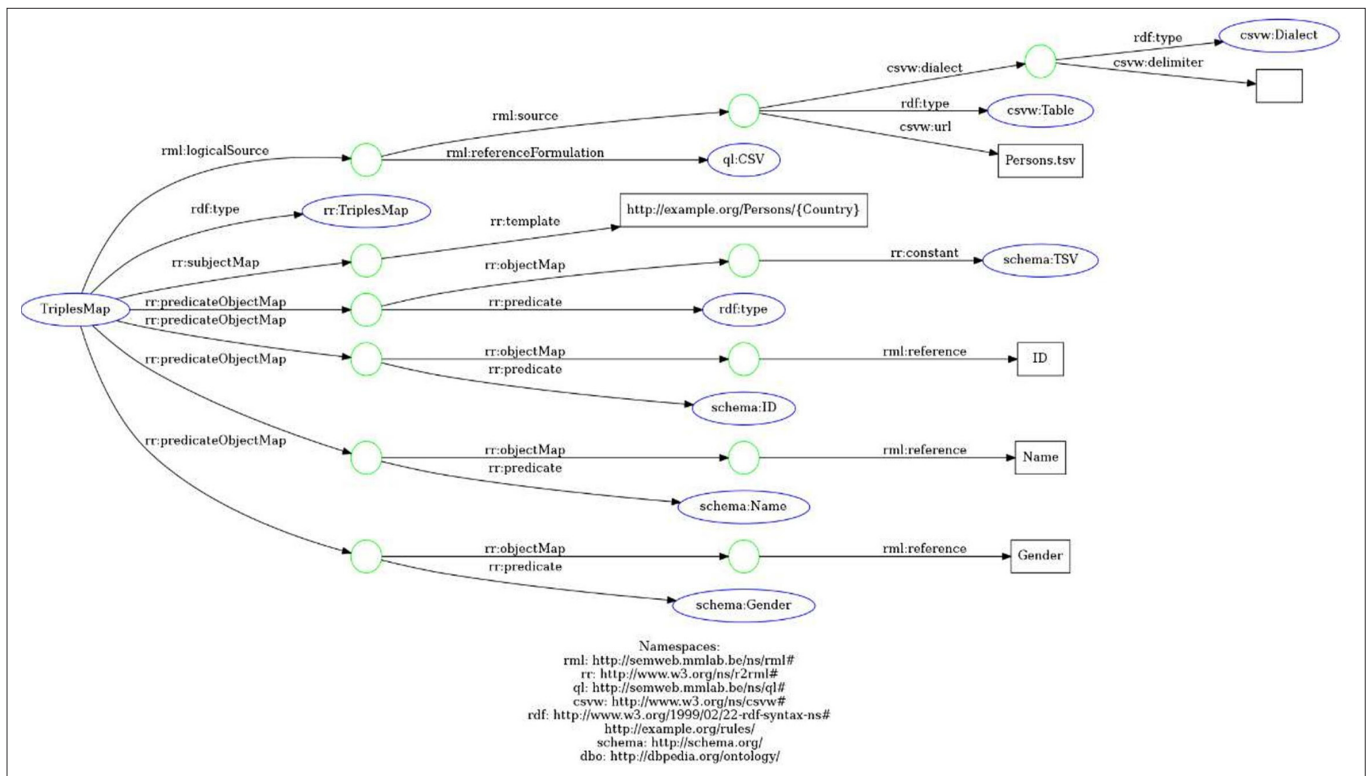 rdf:type
csvw:Dialect
csvw:dialect
csvw:delimiter
rdf:type
csvw:Table
rml:source
csvw:url
rml:logicalSource
rml:referenceFormulation
ql:CSV
Persons.tsv
rdf:type
rr:TriplesMap
rr:template
http://example.org/Persons/{Country}
rr:subjectMap
rr:objectMap
rr:constant
schema:TSV
TriplesMap
rr:predicateObjectMap
rr:predicate
rdf:type
rr:predicateObjectMap
rr:predicateObjectMap
rr:objectMap
rml:reference
ID
rr:predicate
schema:ID
rr:predicateObjectMap
rr:objectMap
rml:reference
Name
rr:predicate
schema:Name
rr:objectMap
rml:reference
Gender
rr:predicate
schema:Gender
Namespaces:
rml: http://semweb.mmlab.be/ns/rml#
rr: http://www.w3.org/ns/r2rml#
ql: http://semweb.mmlab.be/ns/ql#
csvw: http://www.w3.org/ns/csvw#
rdf: http://www.w3.org/1999/02/22-rdf-syntax-ns#
http://example.org/rules/
schema: http://schema.org/
dbo: http://dbpedia.org/ontology/